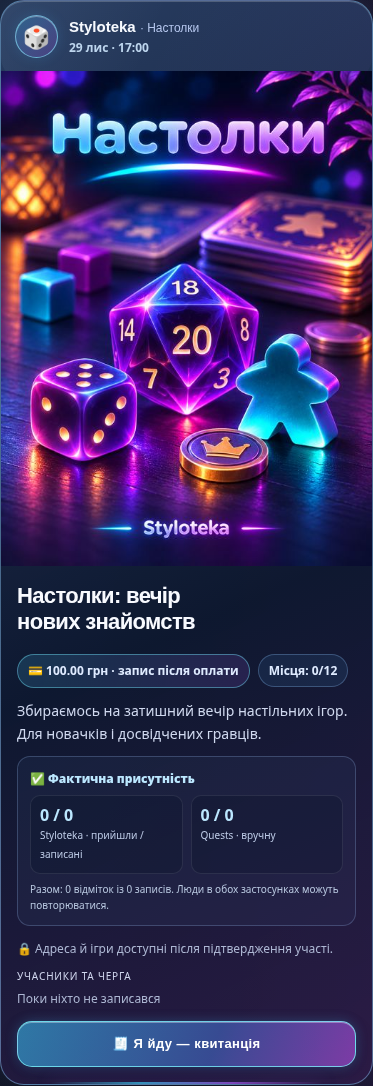 Styloteka · Настолки
29 лис · 17:00
Настолки
18
14
20
8
7
3
Styloteka
Настолки: вечір
нових знайомств
💳 100.00 грн · запис після оплати
Місця: 0/12
Збираємось на затишний вечір настільних ігор.
Для новачків і досвідчених гравців.
✅ Фактична присутність
0 / 0
Styloteka · прийшли /
записані
0 / 0
Quests · вручну
Разом: 0 відміток із 0 записів. Люди в обох застосунках можуть
повторюватися.
🔒 Адреса й ігри доступні після підтвердження участі.
УЧАСНИКИ ТА ЧЕРГА
Поки ніхто не записався
🧾 Я йду — квитанція